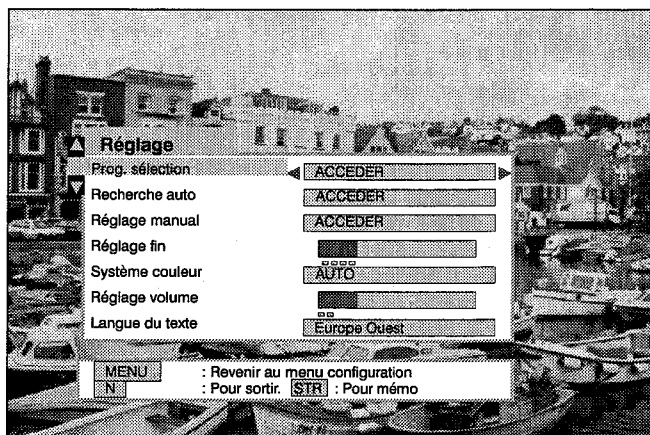 Réglage
Prog. sélection ACCEDER
Recherche auto ACCEDER
Réglage manual ACCEDER
Réglage fin
Système couleur AUTO
Réglage volume
Langue du texte Europe Ouest
MENU : Revenir au menu configuration
N : Pour sortir. STR : Pour mémo